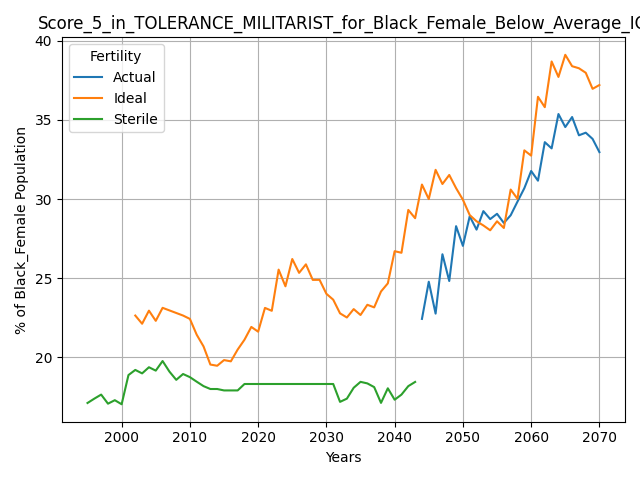 Score_5_in_TOLERANCE_MILITARIST_for_Black_Female_Below_Average_IQ
Fertility
Actual
Ideal
Sterile
% of Black_Female Population
40
35
30
25
20
2000 2010 2020 2030 2040 2050 2060 2070
Years